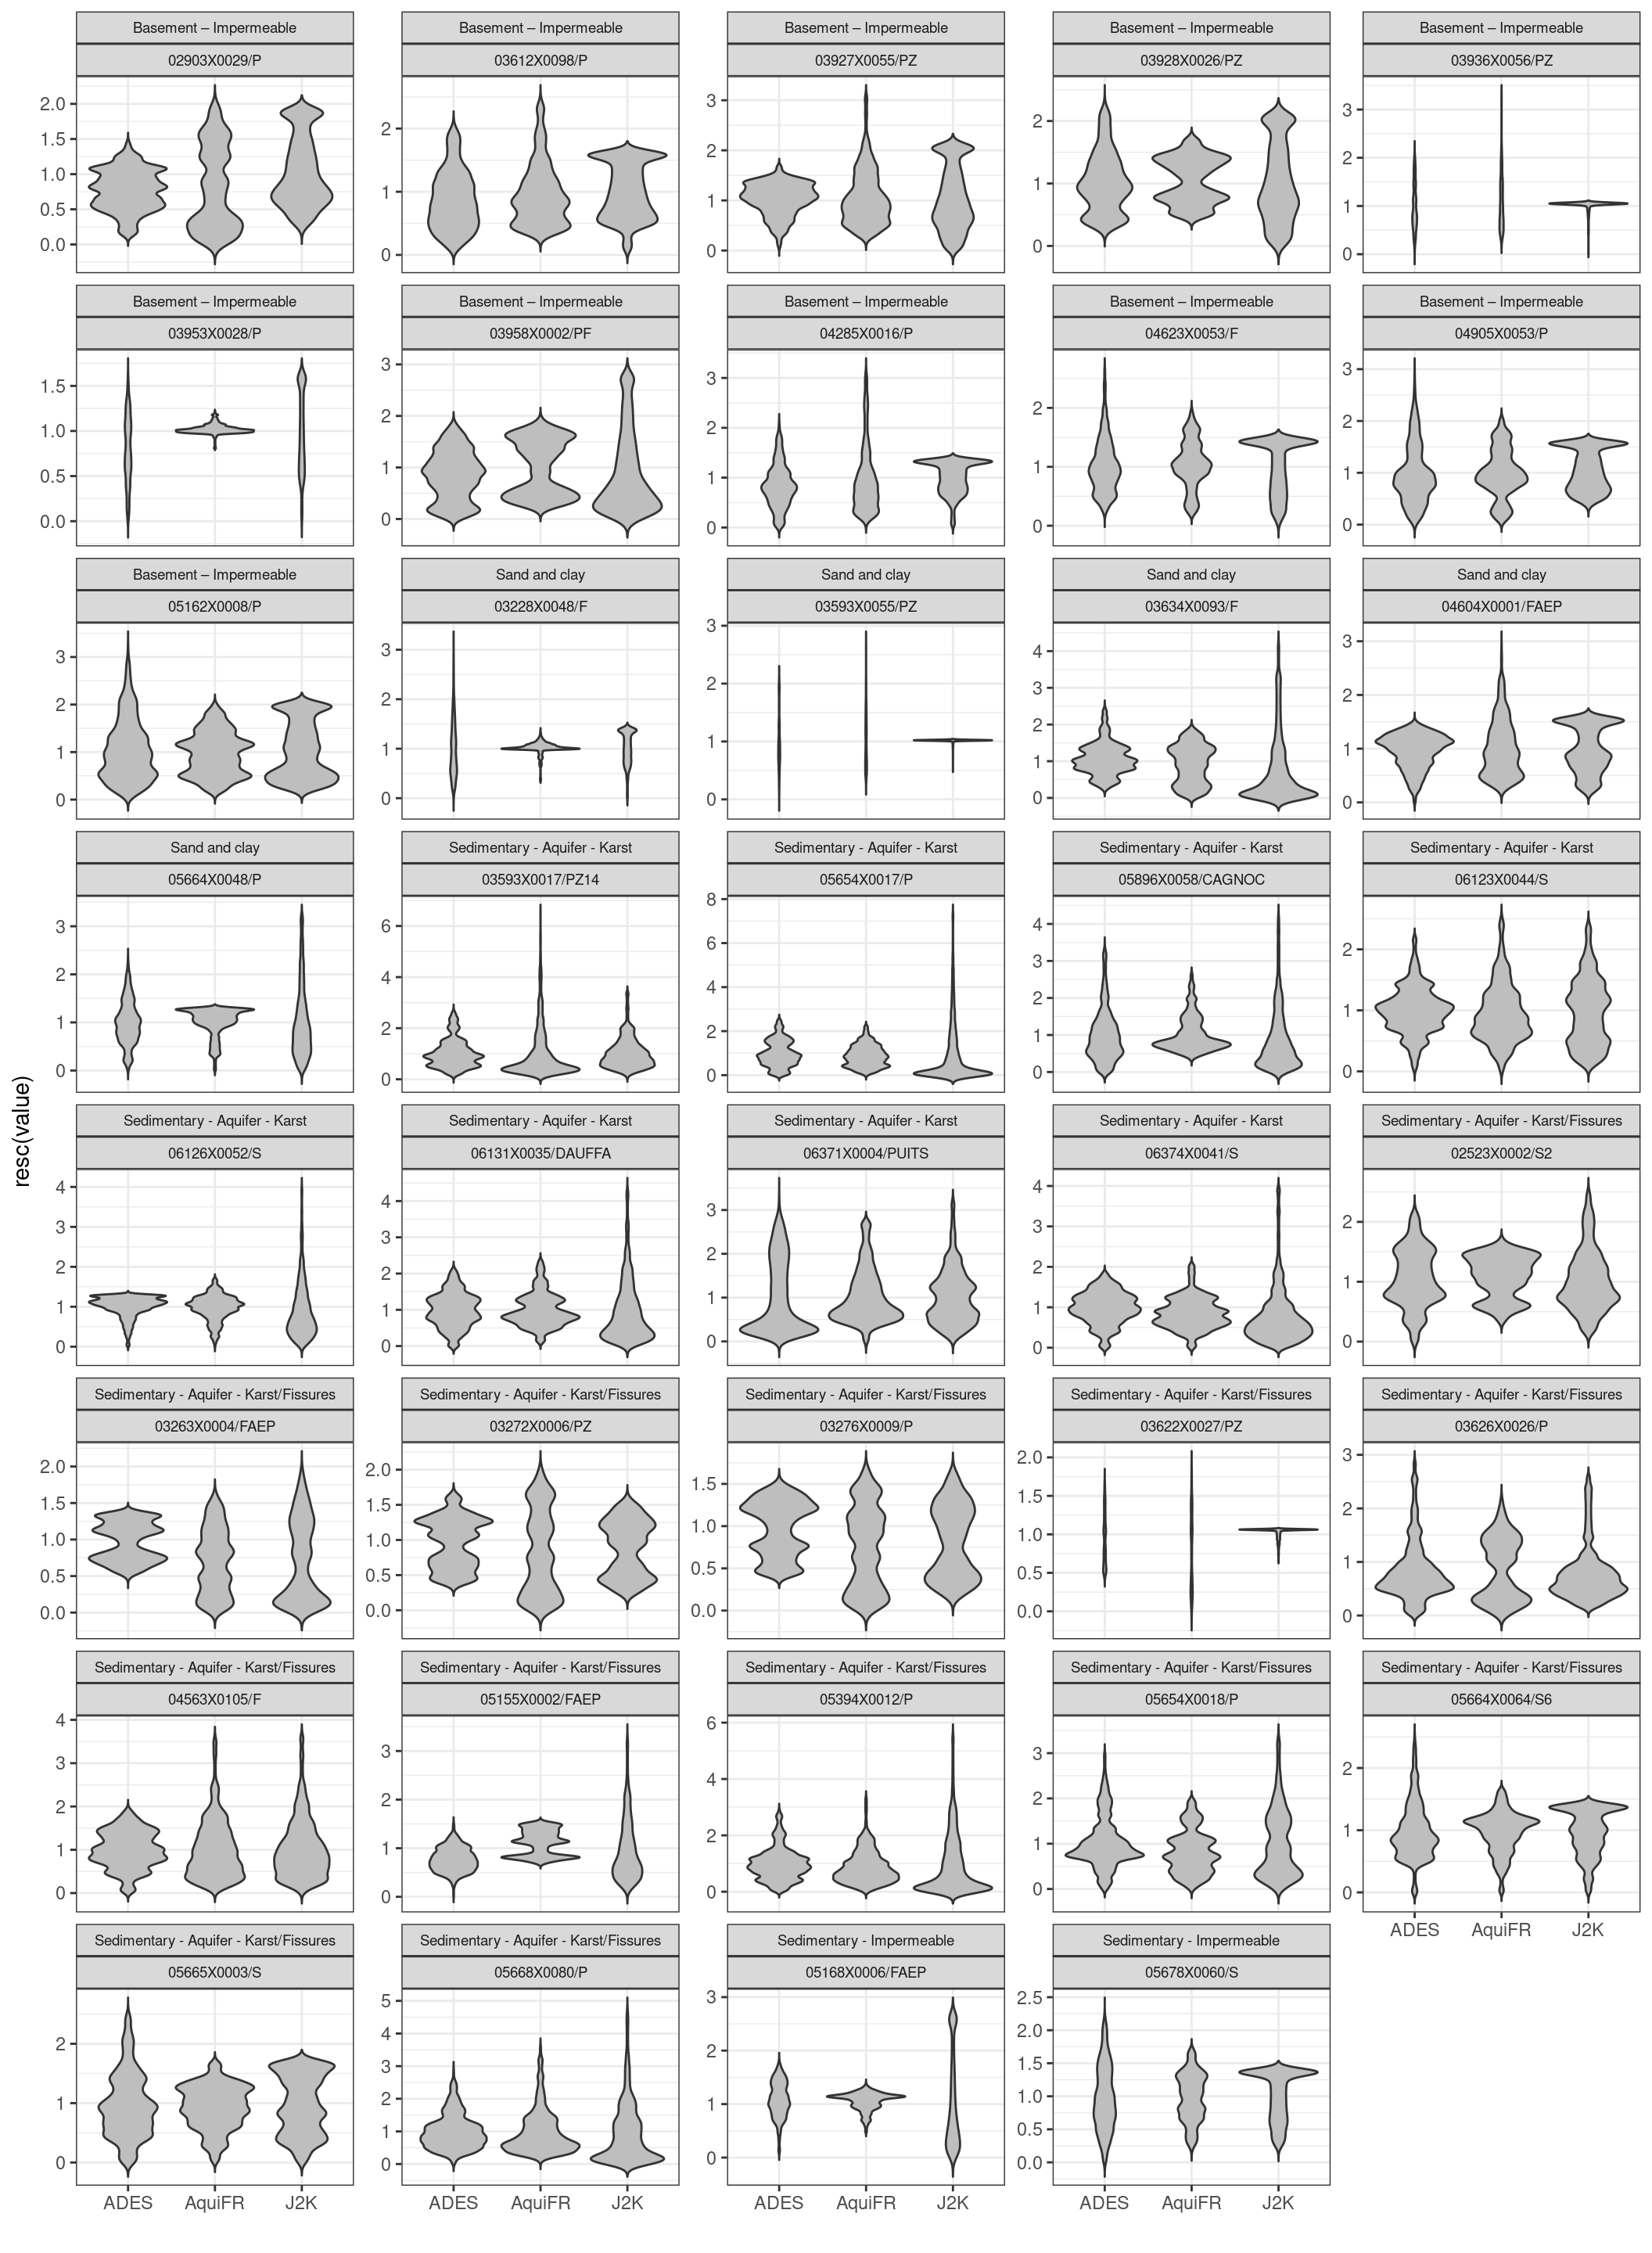 Basement – Impermeable
02903X0029/P
2.0
1.5
1.0
0.5
0.0
Basement – Impermeable
03612X0098/P
2
1
0
Basement – Impermeable
03927X0055/PZ
3
2
1
0
Basement – Impermeable
03928X0026/PZ
2
1
0
Basement – Impermeable
03936X0056/PZ
3
2
1
0
Basement – Impermeable
03953X0028/P
1.5
1.0
0.5
0.0
Basement – Impermeable
03958X0002/PF
3
2
1
0
Basement – Impermeable
04285X0016/P
3
2
1
0
Basement – Impermeable
04623X0053/F
2
1
0
Basement – Impermeable
04905X0053/P
3
2
1
0
Basement – Impermeable
05162X0008/P
3
2
1
0
Sand and clay
03228X0048/F
3
2
1
0
Sand and clay
03593X0055/PZ
3
2
1
0
Sand and clay
03634X0093/F
4
3
2
1
0
Sand and clay
04604X0001/FAEP
3
2
1
0
Sand and clay
05664X0048/P
3
2
1
0
Sedimentary - Aquifer - Karst
03593X0017/PZ14
6
4
2
0
Sedimentary - Aquifer - Karst
05654X0017/P
8
6
4
2
0
Sedimentary - Aquifer - Karst
05896X0058/CAGNOC
4
3
2
1
0
Sedimentary - Aquifer - Karst
06123X0044/S
2
1
0
resc(value)
Sedimentary - Aquifer - Karst
06126X0052/S
4
3
2
1
0
Sedimentary - Aquifer - Karst
06131X0035/DAUFFA
4
3
2
1
0
Sedimentary - Aquifer - Karst
06371X0004/PUITS
3
2
1
0
Sedimentary - Aquifer - Karst
06374X0041/S
4
3
2
1
0
Sedimentary - Aquifer - Karst/Fissures
02523X0002/S2
2
1
0
Sedimentary - Aquifer - Karst/Fissures
03263X0004/FAEP
2.0
1.5
1.0
0.5
0.0
Sedimentary - Aquifer - Karst/Fissures
03272X0006/PZ
2.0
1.5
1.0
0.5
0.0
Sedimentary - Aquifer - Karst/Fissures
03276X0009/P
1.5
1.0
0.5
0.0
Sedimentary - Aquifer - Karst/Fissures
03622X0027/PZ
2.0
1.5
1.0
0.5
0.0
Sedimentary - Aquifer - Karst/Fissures
03626X0026/P
3
2
1
0
Sedimentary - Aquifer - Karst/Fissures
04563X0105/F
4
3
2
1
0
Sedimentary - Aquifer - Karst/Fissures
05155X0002/FAEP
3
2
1
0
Sedimentary - Aquifer - Karst/Fissures
05394X0012/P
6
4
2
0
Sedimentary - Aquifer - Karst/Fissures
05654X0018/P
3
2
1
0
Sedimentary - Aquifer - Karst/Fissures
05664X0064/S6
2
1
0
ADES AquiFR J2K
Sedimentary - Aquifer - Karst/Fissures
05665X0003/S
2
1
0
ADES AquiFR J2K
Sedimentary - Aquifer - Karst/Fissures
05668X0080/P
5
4
3
2
1
0
ADES AquiFR J2K
Sedimentary - Impermeable
05168X0006/FAEP
3
2
1
0
ADES AquiFR J2K
Sedimentary - Impermeable
05678X0060/S
2.5
2.0
1.5
1.0
0.5
0.0
ADES AquiFR J2K